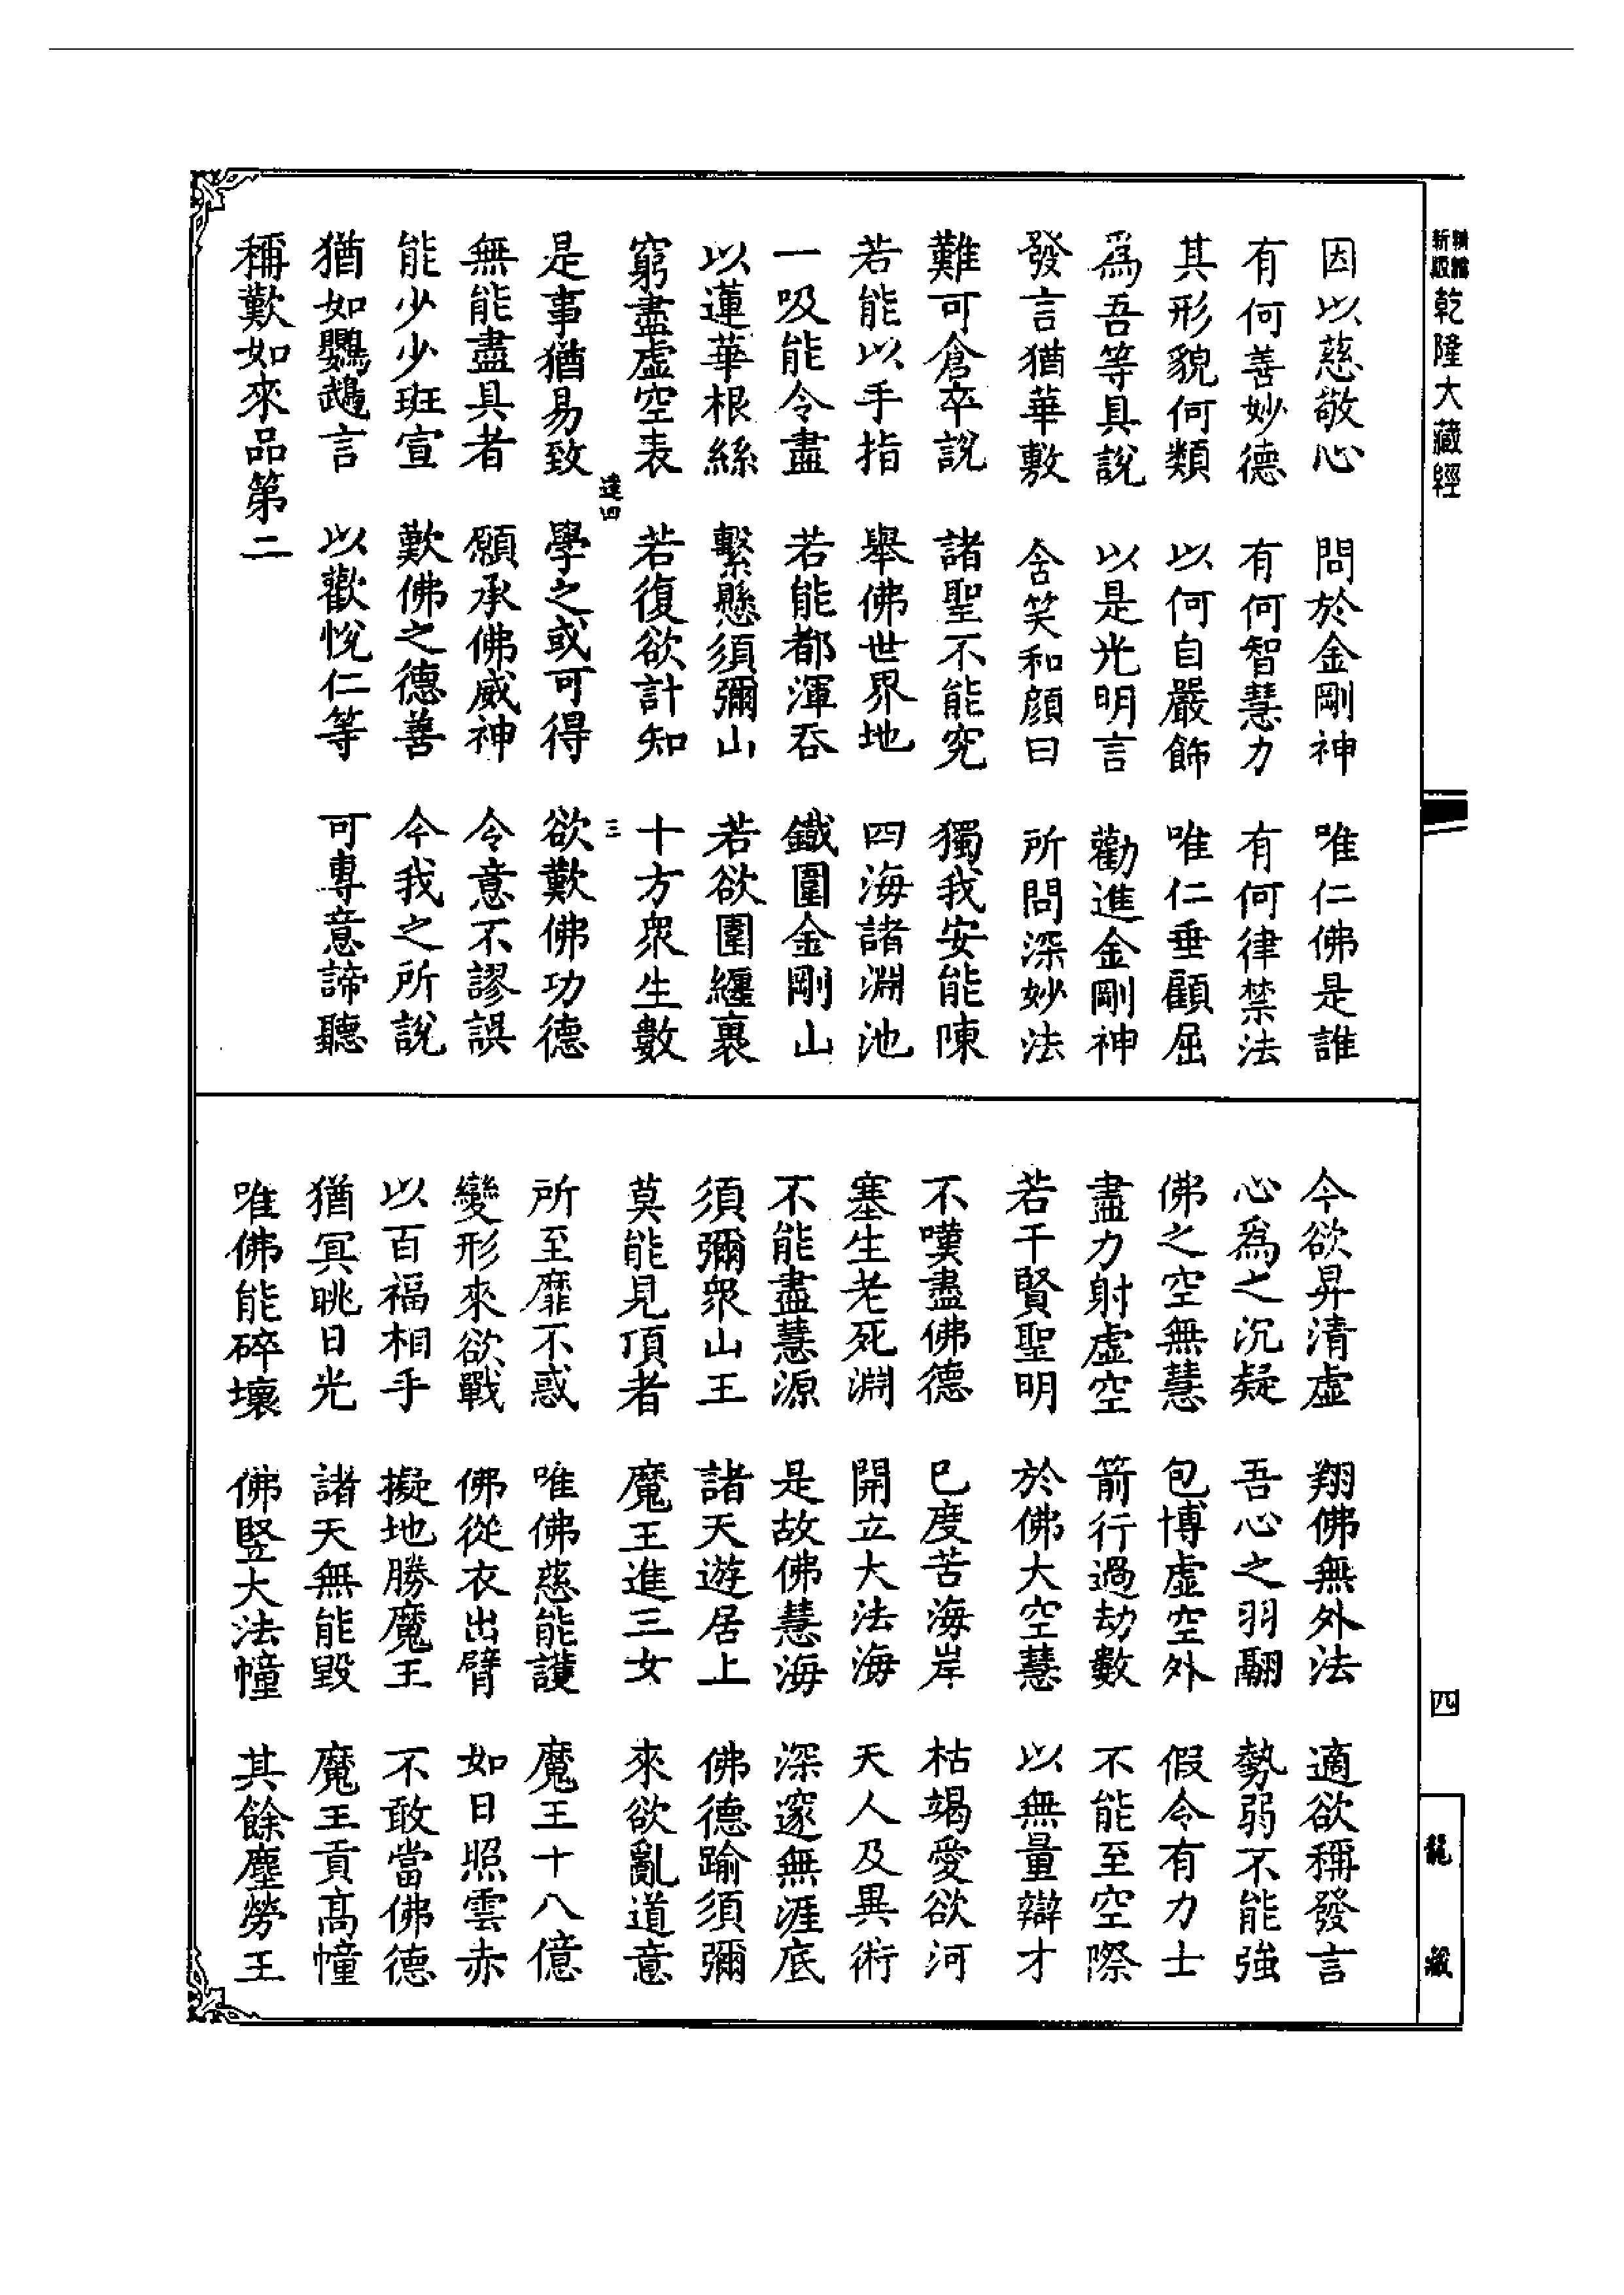 新編 新版 乾隆大藏經
因以慈敬心 問於金剛神 唯仁佛是誰
有何善妙德 有何智慧力 有何律禁法
其形貌何類 以何自嚴飾 唯仁垂顧屈
爲吾等具說 以是光明言 勸進金剛神
發言猶華敷 含笑和顔曰 所問深妙法
難可倉卒說 諸聖不能究 獨我安能陳
若能以手指 舉佛世界地 四海諸淵池
一吸能令盡 若能都渾吞 鐵圍金剛山
以蓮華根絲 繫懸須彌山 若欲圍纏裹
窮盡虛空表 若復欲計知 十方衆生數
達四 三
是事猶易致 學之或可得 欲歎佛功德
無能盡具者 願承佛威神 令意不謬誤
能少少班宣 歎佛之德善 今我之所說
猶如鸚鵡言 以歡悅仁等 可專意諦聽
稱歎如來品第二
今欲昇清虛 翔佛無外法 適欲稱發言
心爲之沉疑 吾心之羽翮 勢弱不能強
佛之空無慧 包博虛空外 假令有力士
盡力射虛空 箭行過劫數 不能至空際
若千賢聖明 於佛大空慧 以無量辯才
不嘆盡佛德 已度苦海岸 枯竭愛欲河
塞生老死淵 開立大法海 天人及異術
不能盡慧源 是故佛慧海 深邃無涯底
須彌衆山王 諸天遊居上 佛德踰須彌
莫能見頂者 魔王進三女 來欲亂道意
所至靡不惑 唯佛慈能護 魔王十八億
變形來欲戰 佛從衣出臂 如日照雲赤
以百福相手 擬地勝魔王 不敢當佛德
猶冥眺日光 諸天無能毀 魔王貢高幢
唯佛能碎壞 佛竪大法幢 其餘塵勞王
四
龍藏